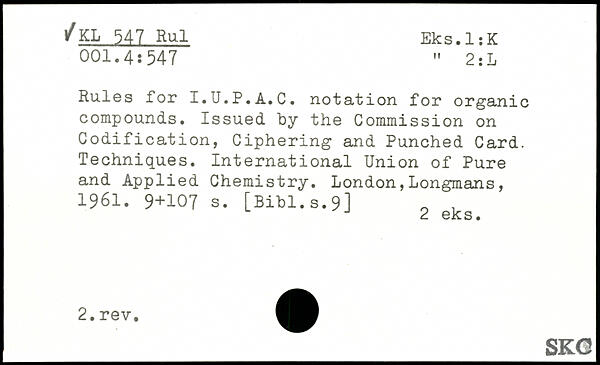 √ KL 547 Rul
Eks.1:K
001.4:547
" 2:L
Rules for I.U.P.A.C. notation for organic
compounds. Issued by the Commission on
Codification, Ciphering and Punched Card.
Techniques. International Union of Pure
and Applied Chemistry. London,Longmans,
1961. 9+107 s. [Bibl.s.9]
2 eks.
2.rev.
SKC